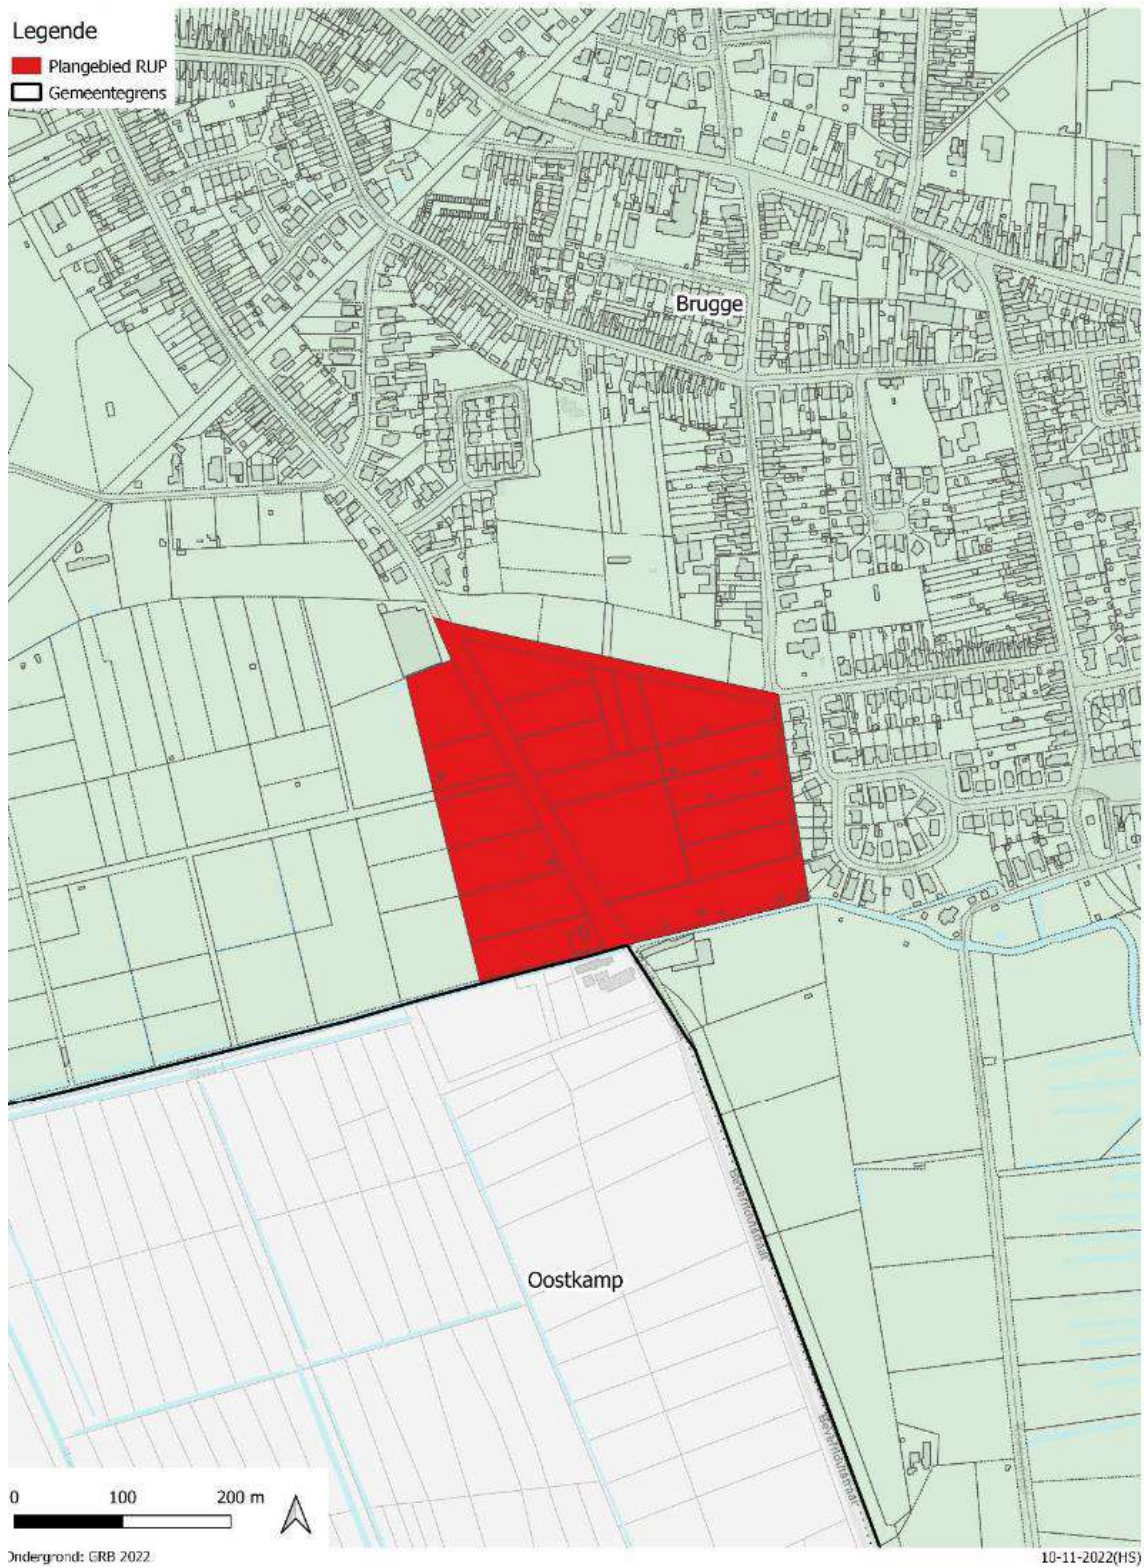 Legende
Plangebied RUP
Gemeentegrens
Brugge
Oostkamp
0 100 200 m
Ondergrond: GRB 2022
10-11-2022(HS)